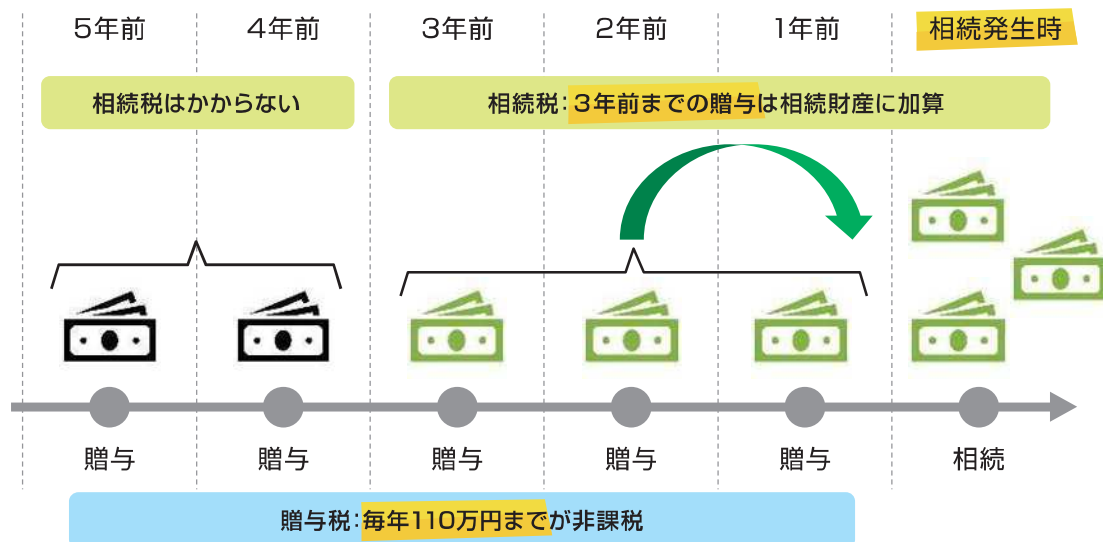 5年前
4年前
3年前
2年前
1年前
相続発生時
相続税はかからない
相続税：3年前までの贈与は相続財産に加算
贈与
贈与
贈与
贈与
贈与
相続
贈与税：毎年110万円までが非課税